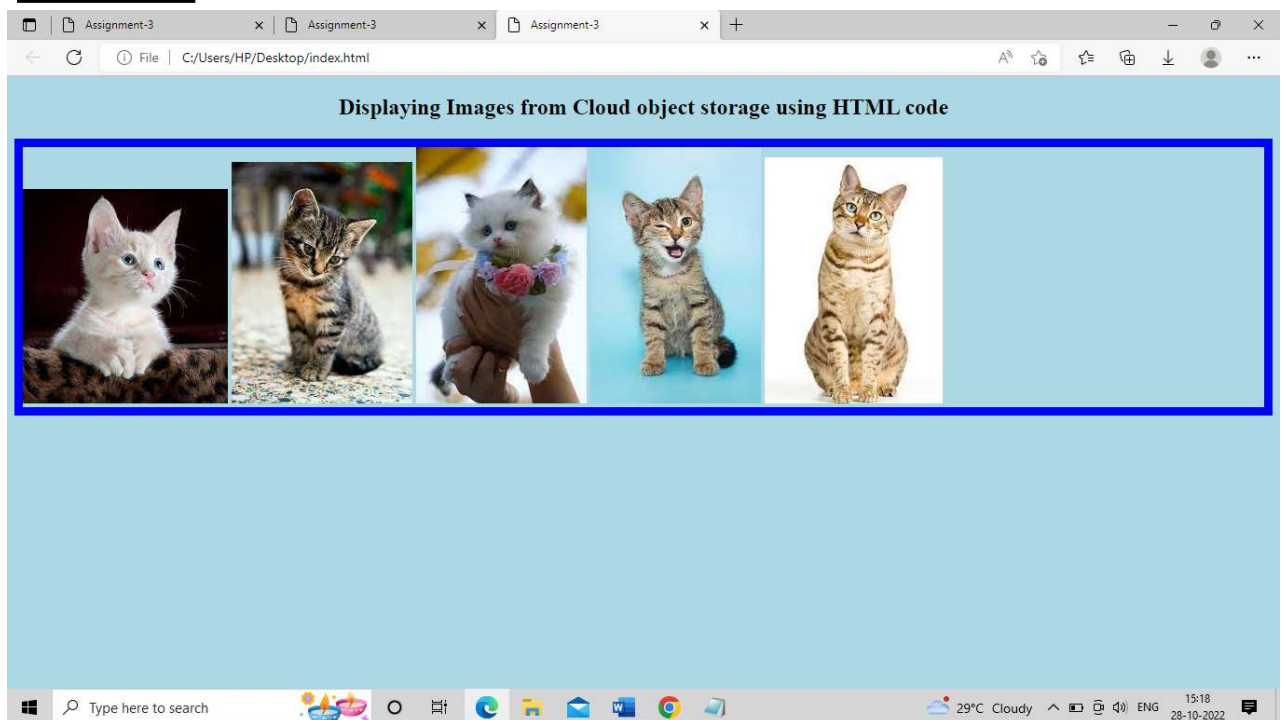 Assignment-3
Assignment-3
Assignment-3
File
C:/Users/HP/Desktop/index.html
Displaying Images from Cloud object storage using HTML code
Type here to search
29°C Cloudy
ENG
15:18
28-10-2022